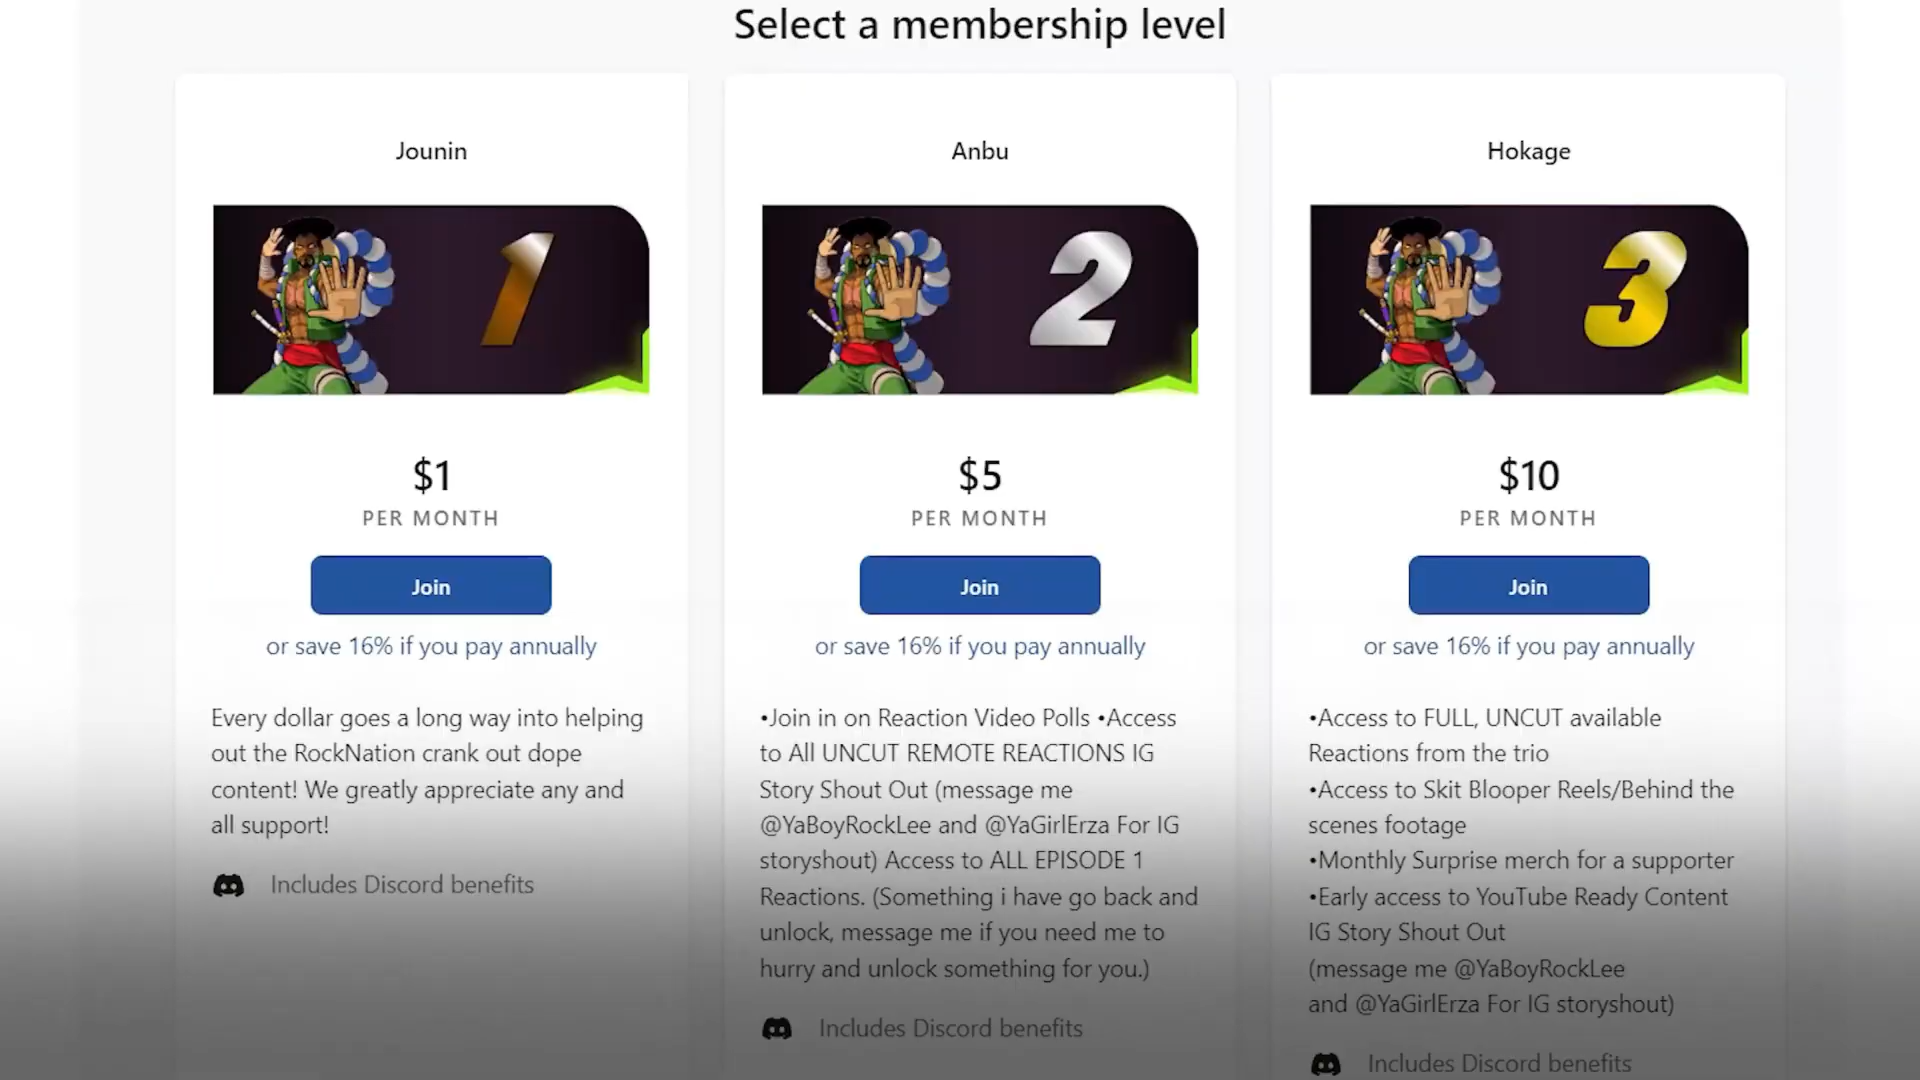 Select a membership level
Jounin
1
$1
PER MONTH
Join
or save 16% if you pay annually
Every dollar goes a long way into helping
out the RockNation crank out dope
content! We greatly appreciate any and
all support!
Includes Discord benefits
Anbu
2
$5
PER MONTH
Join
or save 16% if you pay annually
•Join in on Reaction Video Polls •Access
to All UNCUT REMOTE REACTIONS IG
Story Shout Out (message me
@YaBoyRockLee and @YaGirlErza For IG
storyshout) Access to ALL EPISODE 1
Reactions. (Something i have go back and
unlock, message me if you need me to
hurry and unlock something for you.)
Includes Discord benefits
Hokage
3
$10
PER MONTH
Join
or save 16% if you pay annually
•Access to FULL, UNCUT available
Reactions from the trio
•Access to Skit Blooper Reels/Behind the
scenes footage
•Monthly Surprise merch for a supporter
•Early access to YouTube Ready Content
IG Story Shout Out
(message me @YaBoyRockLee
and @YaGirlErza For IG storyshout)
Includes Discord benefits